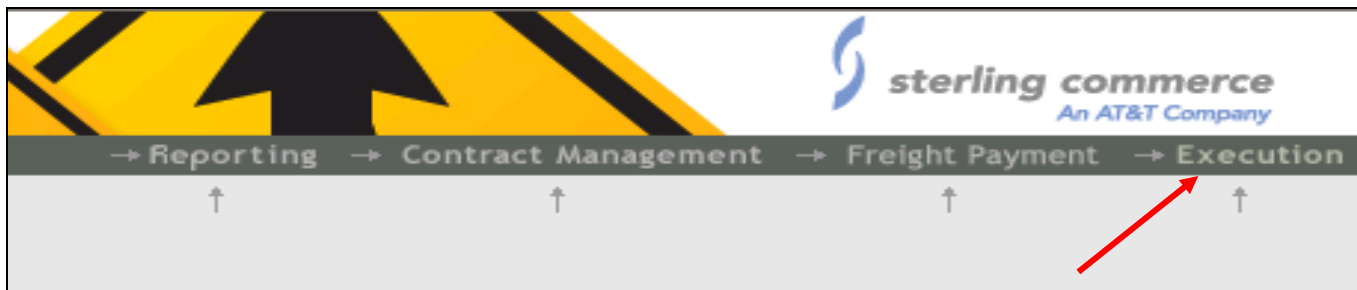 sterling commerce
An AT&T Company
→ Reporting → Contract Management → Freight Payment → Execution